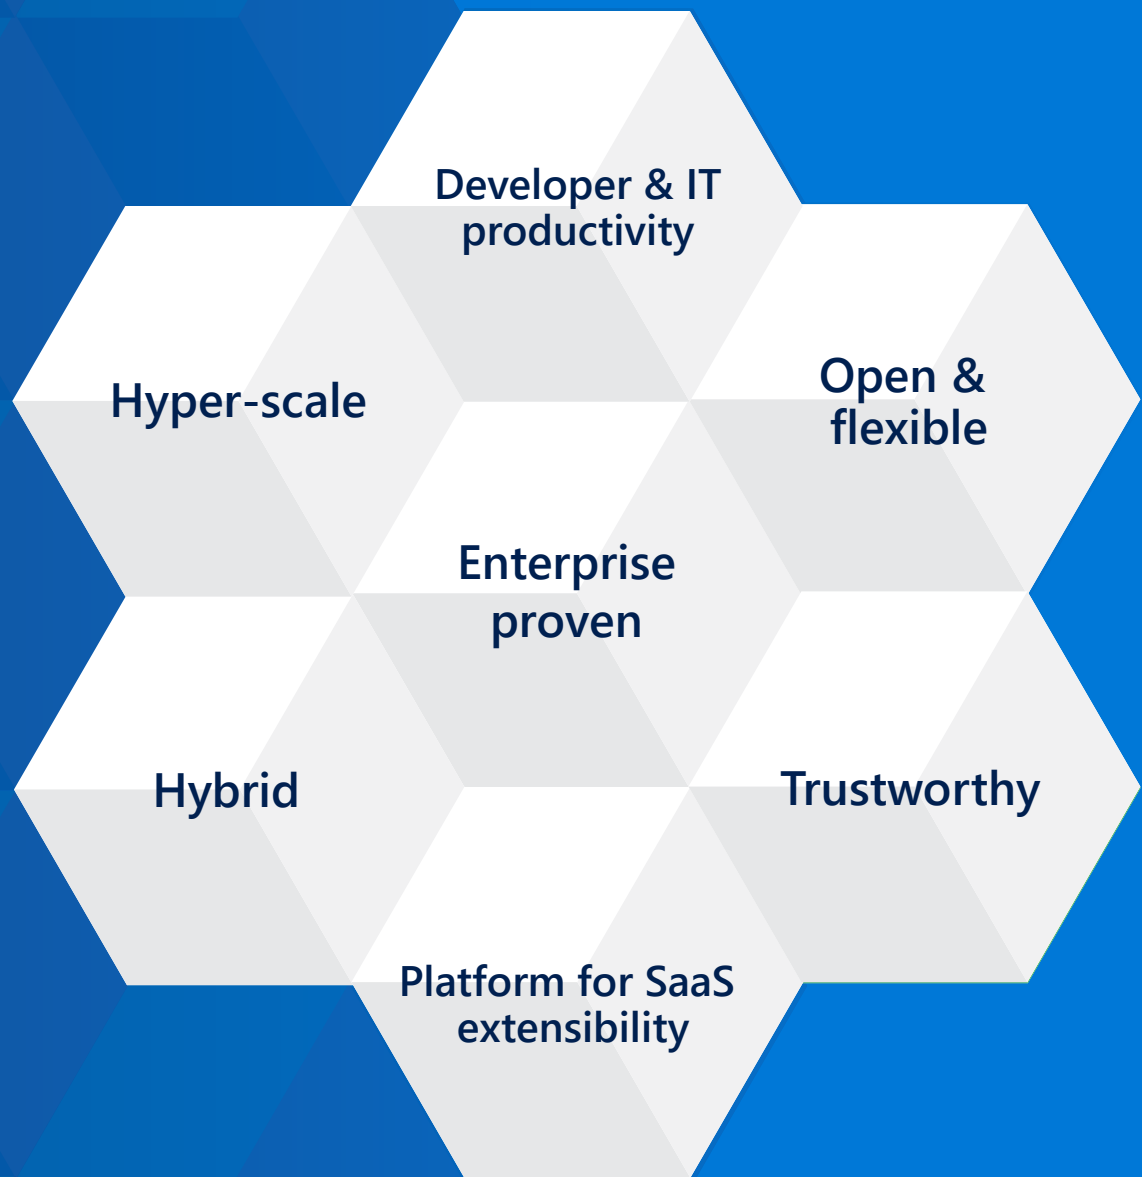 Developer & IT
productivity
Hyper-scale
Open &
flexible
Enterprise
proven
Hybrid
Trustworthy
Platform for SaaS
extensibility